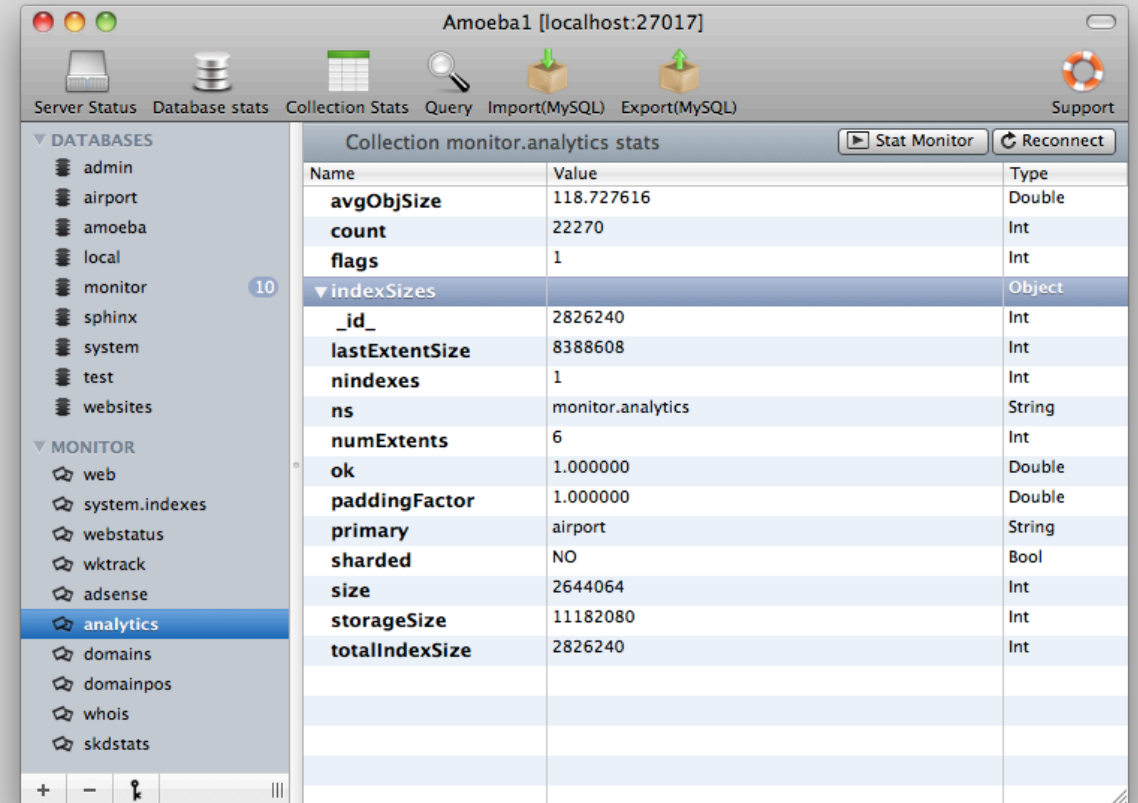 Amoeba1 [localhost:27017]
Server Status Database stats Collection Stats Query Import(MySQL) Export(MySQL) Support
DATABASES
admin
airport
amoeba
local
monitor 10
sphinx
system
test
websites
MONITOR
web
system.indexes
webstatus
wktrack
adsense
analytics
domains
domainpos
whois
skdstats
Collection monitor.analytics stats Stat Monitor Reconnect
Name Value Type
avgObjSize 118.727616 Double
count 22270 Int
flags 1 Int
indexSizes Object
_id_ 2826240 Int
lastExtentSize 8388608 Int
nindexes 1 Int
ns monitor.analytics String
numExtents 6 Int
ok 1.000000 Double
paddingFactor 1.000000 Double
primary airport String
sharded NO Bool
size 2644064 Int
storageSize 11182080 Int
totalIndexSize 2826240 Int